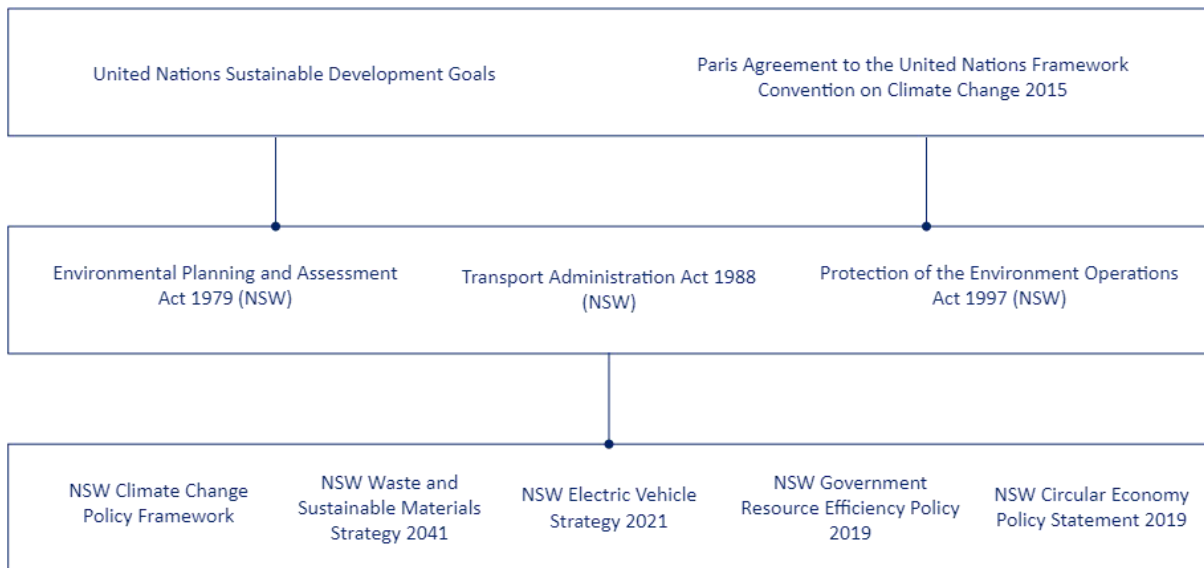 United Nations Sustainable Development Goals
Paris Agreement to the United Nations Framework
Convention on Climate Change 2015
Environmental Planning and Assessment
Act 1979 (NSW)
Transport Administration Act 1988
(NSW)
Protection of the Environment Operations
Act 1997 (NSW)
NSW Climate Change
Policy Framework
NSW Waste and
Sustainable Materials
Strategy 2041
NSW Electric Vehicle
Strategy 2021
NSW Government
Resource Efficiency Policy
2019
NSW Circular Economy
Policy Statement 2019